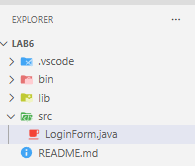 EXPLORER
LAB6
.vscode
bin
lib
src
LoginForm.java
README.md